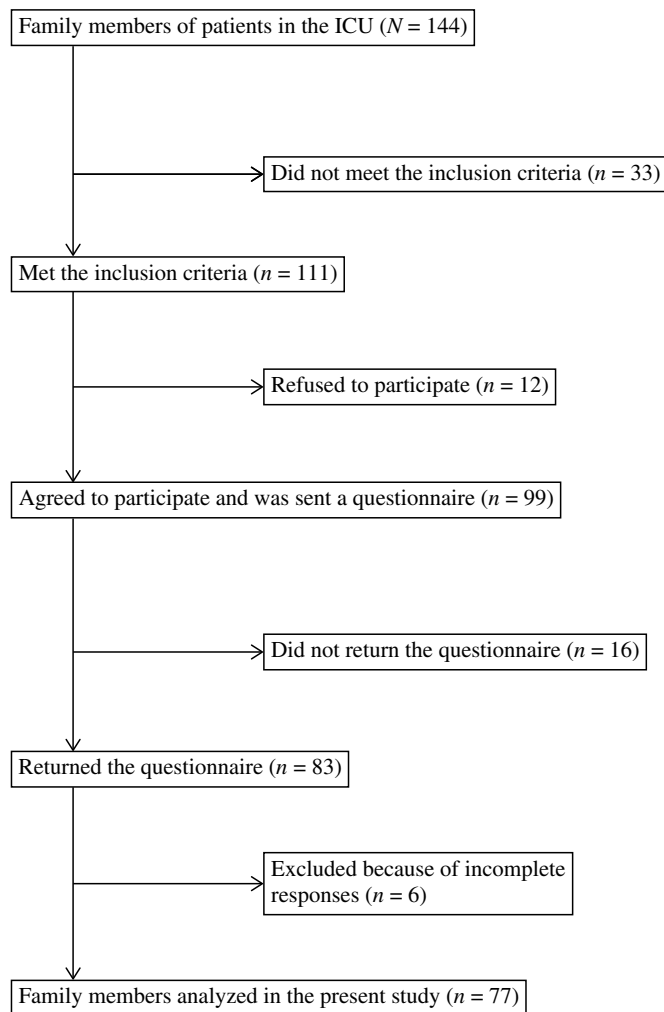 Family members of patients in the ICU (N = 144)
Did not meet the inclusion criteria (n = 33)
Met the inclusion criteria (n = 111)
Refused to participate (n = 12)
Agreed to participate and was sent a questionnaire (n = 99)
Did not return the questionnaire (n = 16)
Returned the questionnaire (n = 83)
Excluded because of incomplete
responses (n = 6)
Family members analyzed in the present study (n = 77)